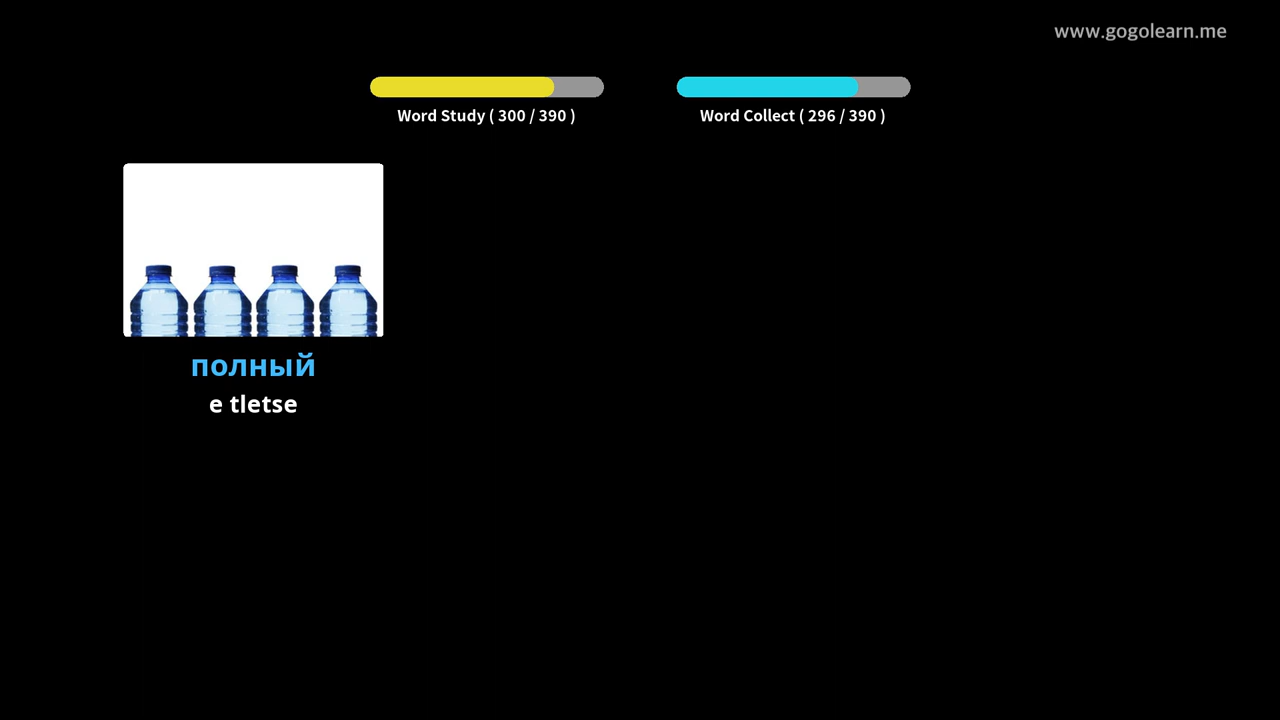 www.gogolearn.me
Word Study ( 300 / 390 )
Word Collect ( 296 / 390 )
полный
e tletse